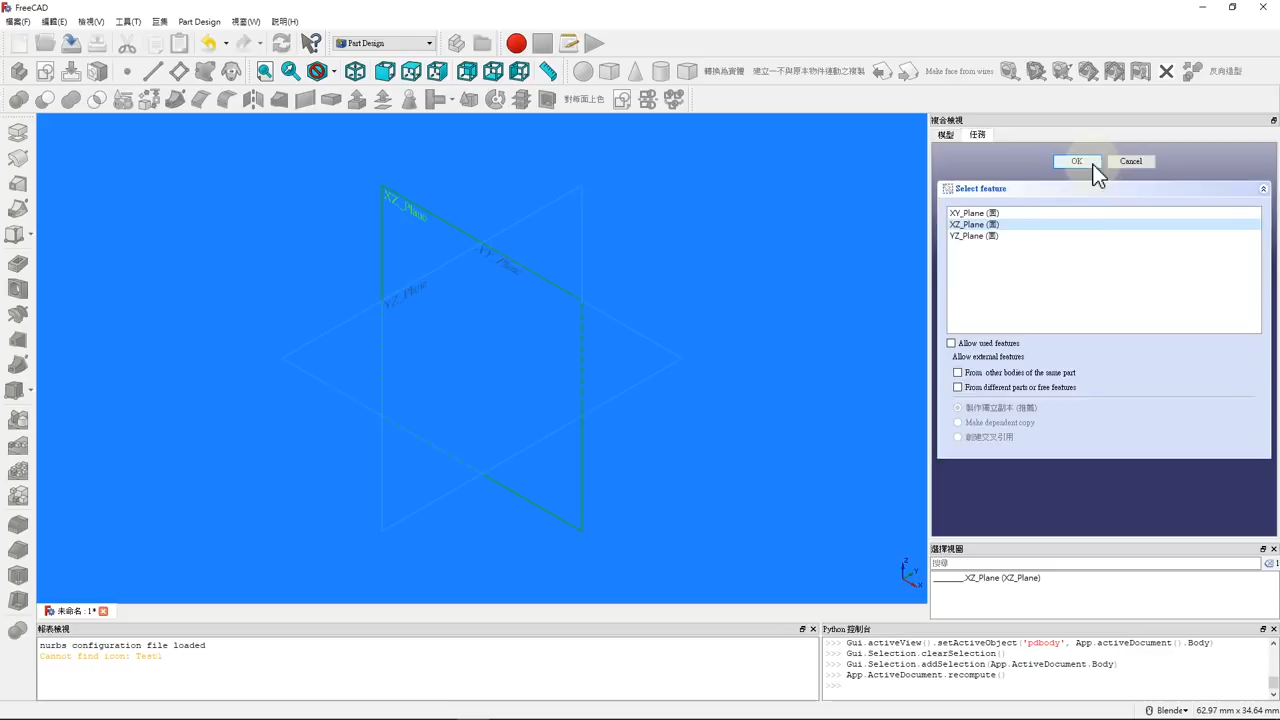 FreeCAD
檔案(F) 編輯(E) 檢視(V) 工具(T) 巨集 Part Design 視窗(W) 說明(H)
Part Design
轉換為實體 建立一不與原本物件連動之複製 Make face from wires 反向造型
對每面上色
複合檢視
模型 任務
OK Cancel
Select feature
XY_Plane (面)
XZ_Plane (面)
YZ_Plane (面)
Allow used features
Allow external features
From other bodies of the same part
From different parts or free features
製作獨立副本 (推薦)
Make dependent copy
創建交叉引用
XZ_Plane
XY_Plane
YZ_Plane
Z
Y
X
選擇視圖
搜尋
1
XZ_Plane (XZ_Plane)
未命名 : 1*
報表檢視
nurbs configuration file loaded
Cannot find icon: Test1
Python 控制台
>>> Gui.activeView().setActiveObject('pdbody', App.activeDocument().Body)
>>> Gui.Selection.clearSelection()
>>> Gui.Selection.addSelection(App.ActiveDocument.Body)
>>> App.ActiveDocument.recompute()
>>>
Blende 62.97 mm x 34.64 mm